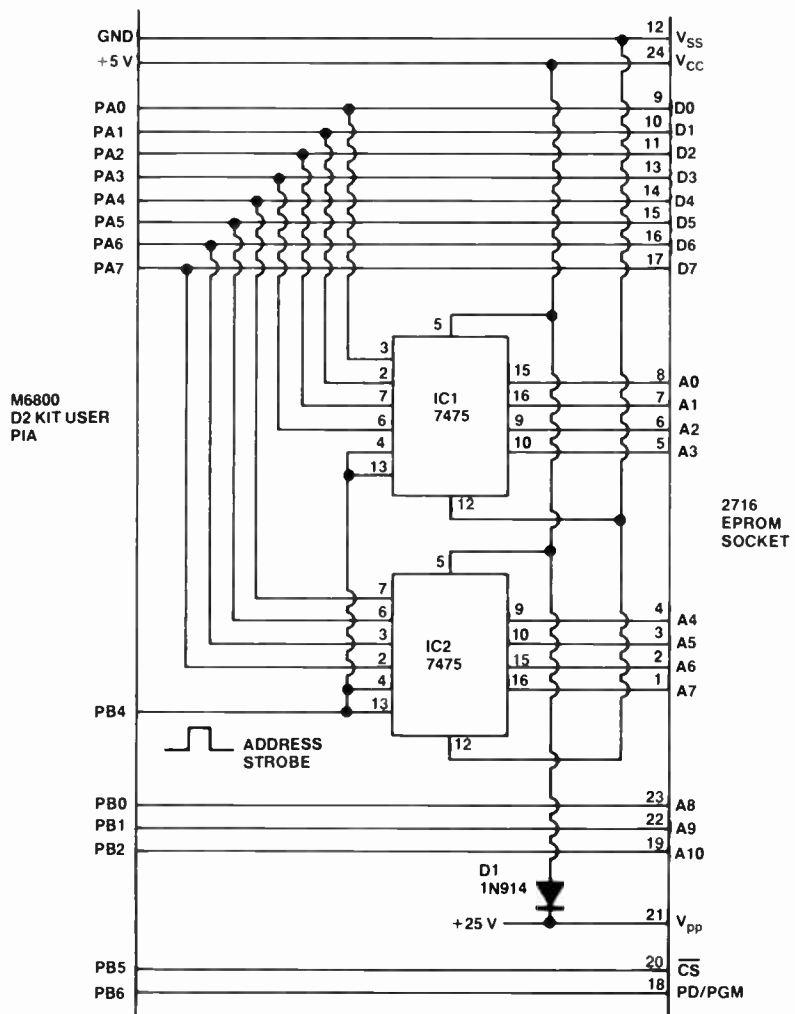 GND 12 VSS
+5 V 24 VCC
PA0 9 D0
PA1 10 D1
PA2 11 D2
PA3 13 D3
PA4 14 D4
PA5 15 D5
PA6 16 D6
PA7 17 D7
M6800
D2 KIT USER
PIA
5
3
2
7
6
4
13
IC1
7475
15
16
9
10
12
8 A0
7 A1
6 A2
5 A3
2716
EPROM
SOCKET
5
7
6
3
2
4
13
IC2
7475
9
10
15
16
12
4 A4
3 A5
2 A6
1 A7
PB4
ADDRESS
STROBE
PB0 23 A8
PB1 22 A9
PB2 19 A10
D1
1N914
+25 V 21 Vpp
PB5 20 C̅S̅
PB6 18 PD/PGM